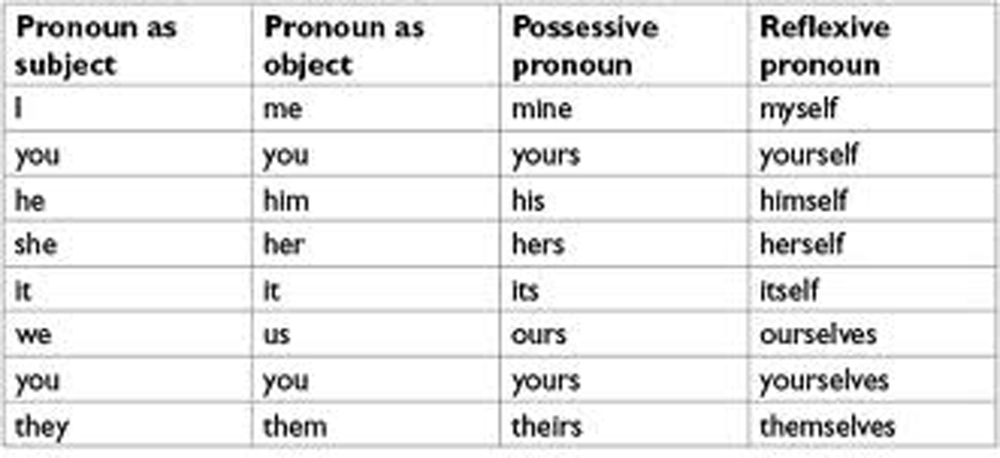 Pronoun as subject | Pronoun as object | Possessive pronoun | Reflexive pronoun
I | me | mine | myself
you | you | yours | yourself
he | him | his | himself
she | her | hers | herself
it | it | its | itself
we | us | ours | ourselves
you | you | yours | yourselves
they | them | theirs | themselves